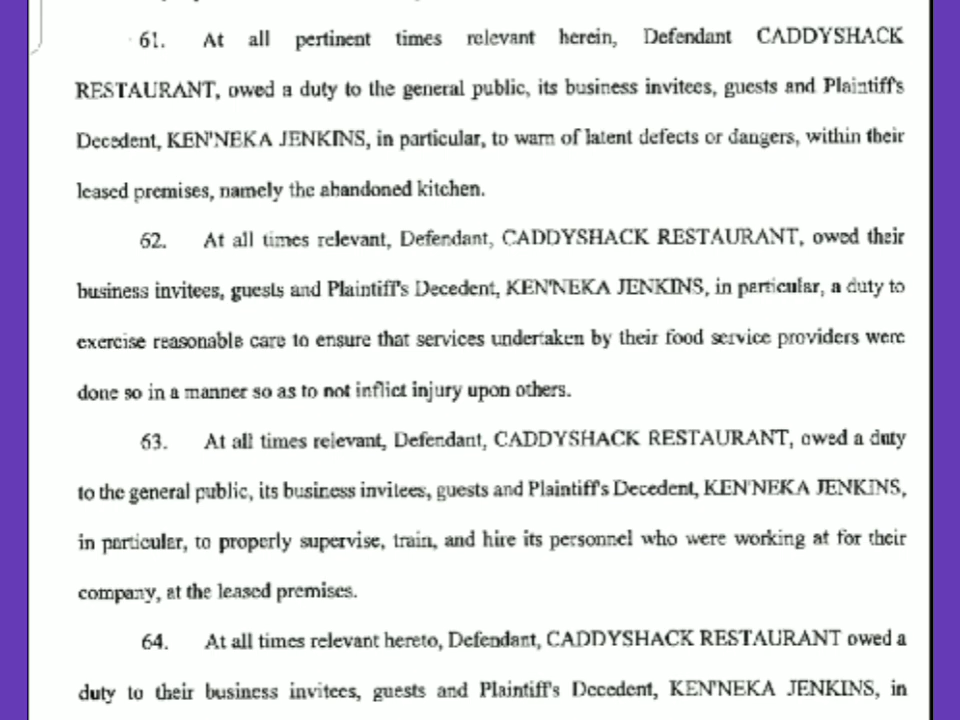 61. At all pertinent times relevant herein, Defendant CADDYSHACK
RESTAURANT, owed a duty to the general public, its business invitees, guests and Plaintiff's
Decedent, KEN'NEKA JENKINS, in particular, to warn of latent defects or dangers, within their
leased premises, namely the abandoned kitchen.
62. At all times relevant, Defendant, CADDYSHACK RESTAURANT, owed their
business invitees, guests and Plaintiff's Decedent, KEN'NEKA JENKINS, in particular, a duty to
exercise reasonable care to ensure that services undertaken by their food service providers were
done so in a manner so as to not inflict injury upon others.
63. At all times relevant, Defendant, CADDYSHACK RESTAURANT, owed a duty
to the general public, its business invitees, guests and Plaintiff's Decedent, KEN'NEKA JENKINS,
in particular, to properly supervise, train, and hire its personnel who were working at for their
company, at the leased premises.
64. At all times relevant hereto, Defendant, CADDYSHACK RESTAURANT owed a
duty to their business invitees, guests and Plaintiff's Decedent, KEN'NEKA JENKINS, in